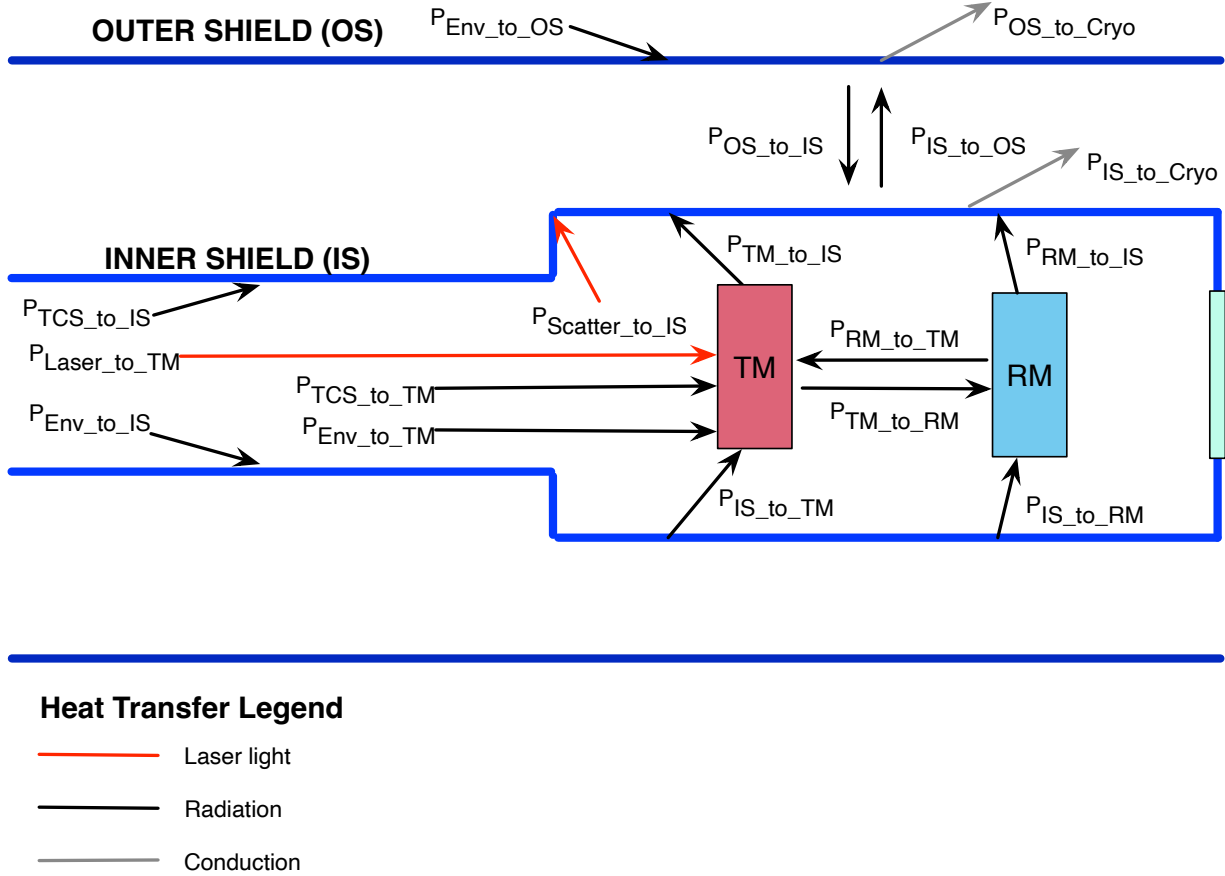 P_Env_to_OS
P_OS_to_Cryo
OUTER SHIELD (OS)
P_OS_to_IS
P_IS_to_OS
P_IS_to_Cryo
INNER SHIELD (IS)
P_TM_to_IS
P_RM_to_IS
P_TCS_to_IS
P_Scatter_to_IS
P_Laser_to_TM
P_RM_to_TM
TM
RM
P_TCS_to_TM
P_Env_to_IS
P_Env_to_TM
P_TM_to_RM
P_IS_to_TM
P_IS_to_RM
Heat Transfer Legend
Laser light
Radiation
Conduction